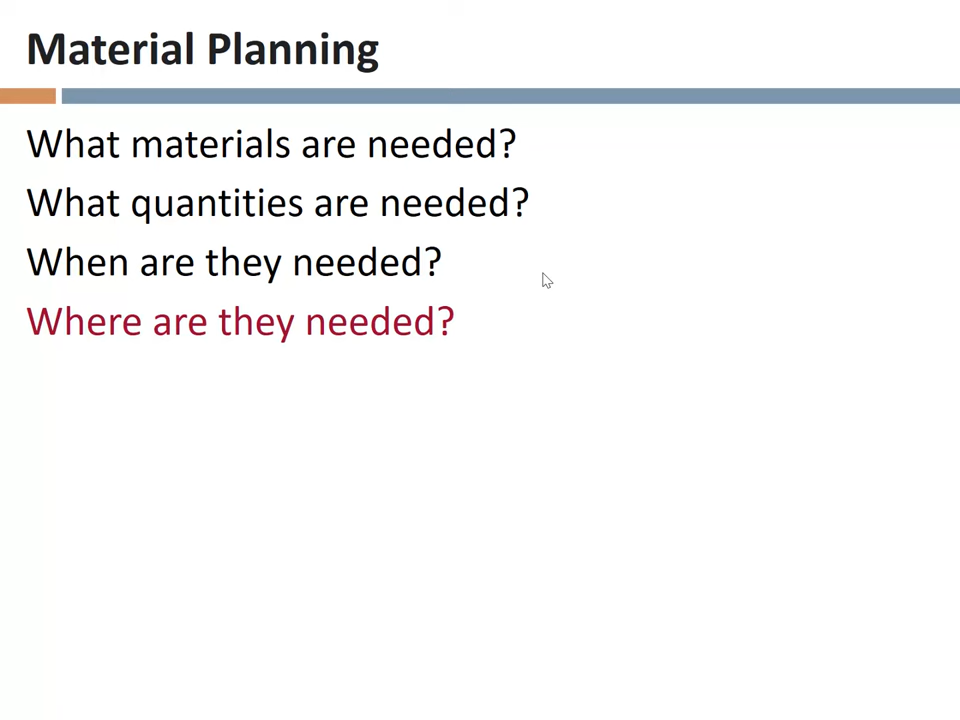 Material Planning
What materials are needed?
What quantities are needed?
When are they needed?
Where are they needed?